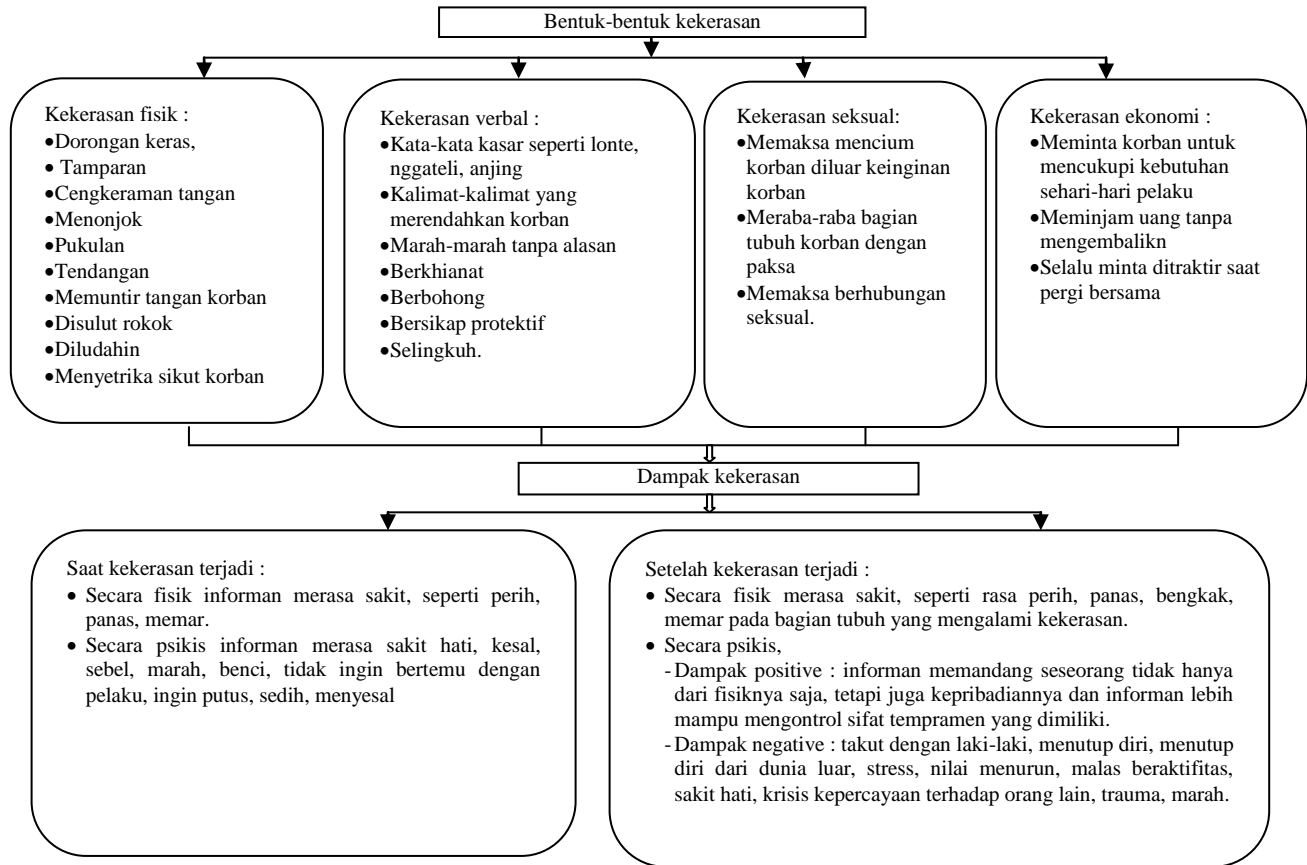 Bentuk-bentuk kekerasan
Kekerasan fisik :
•Dorongan keras,
• Tamparan
•Cengkeraman tangan
•Menonjok
•Pukulan
•Tendangan
•Memuntir tangan korban
•Disulut rokok
•Diludahin
•Menyetrika sikut korban
Kekerasan verbal :
•Kata-kata kasar seperti lonte,
nggateli, anjing
•Kalimat-kalimat yang
merendahkan korban
•Marah-marah tanpa alasan
•Berkhianat
•Berbohong
•Bersikap protektif
•Selingkuh.
Kekerasan seksual:
•Memaksa mencium
korban diluar keinginan
korban
•Meraba-raba bagian
tubuh korban dengan
paksa
•Memaksa berhubungan
seksual.
Kekerasan ekonomi :
•Meminta korban untuk
mencukupi kebutuhan
sehari-hari pelaku
•Meminjam uang tanpa
mengembalikn
•Selalu minta ditraktir saat
pergi bersama
Dampak kekerasan
Saat kekerasan terjadi :
• Secara fisik informan merasa sakit, seperti perih,
panas, memar.
• Secara psikis informan merasa sakit hati, kesal,
sebel, marah, benci, tidak ingin bertemu dengan
pelaku, ingin putus, sedih, menyesal
Setelah kekerasan terjadi :
• Secara fisik merasa sakit, seperti rasa perih, panas, bengkak,
memar pada bagian tubuh yang mengalami kekerasan.
• Secara psikis,
- Dampak positive : informan memandang seseorang tidak hanya
dari fisiknya saja, tetapi juga kepribadiannya dan informan lebih
mampu mengontrol sifat tempramen yang dimiliki.
- Dampak negative : takut dengan laki-laki, menutup diri, menutup
diri dari dunia luar, stress, nilai menurun, malas beraktifitas,
sakit hati, krisis kepercayaan terhadap orang lain, trauma, marah.